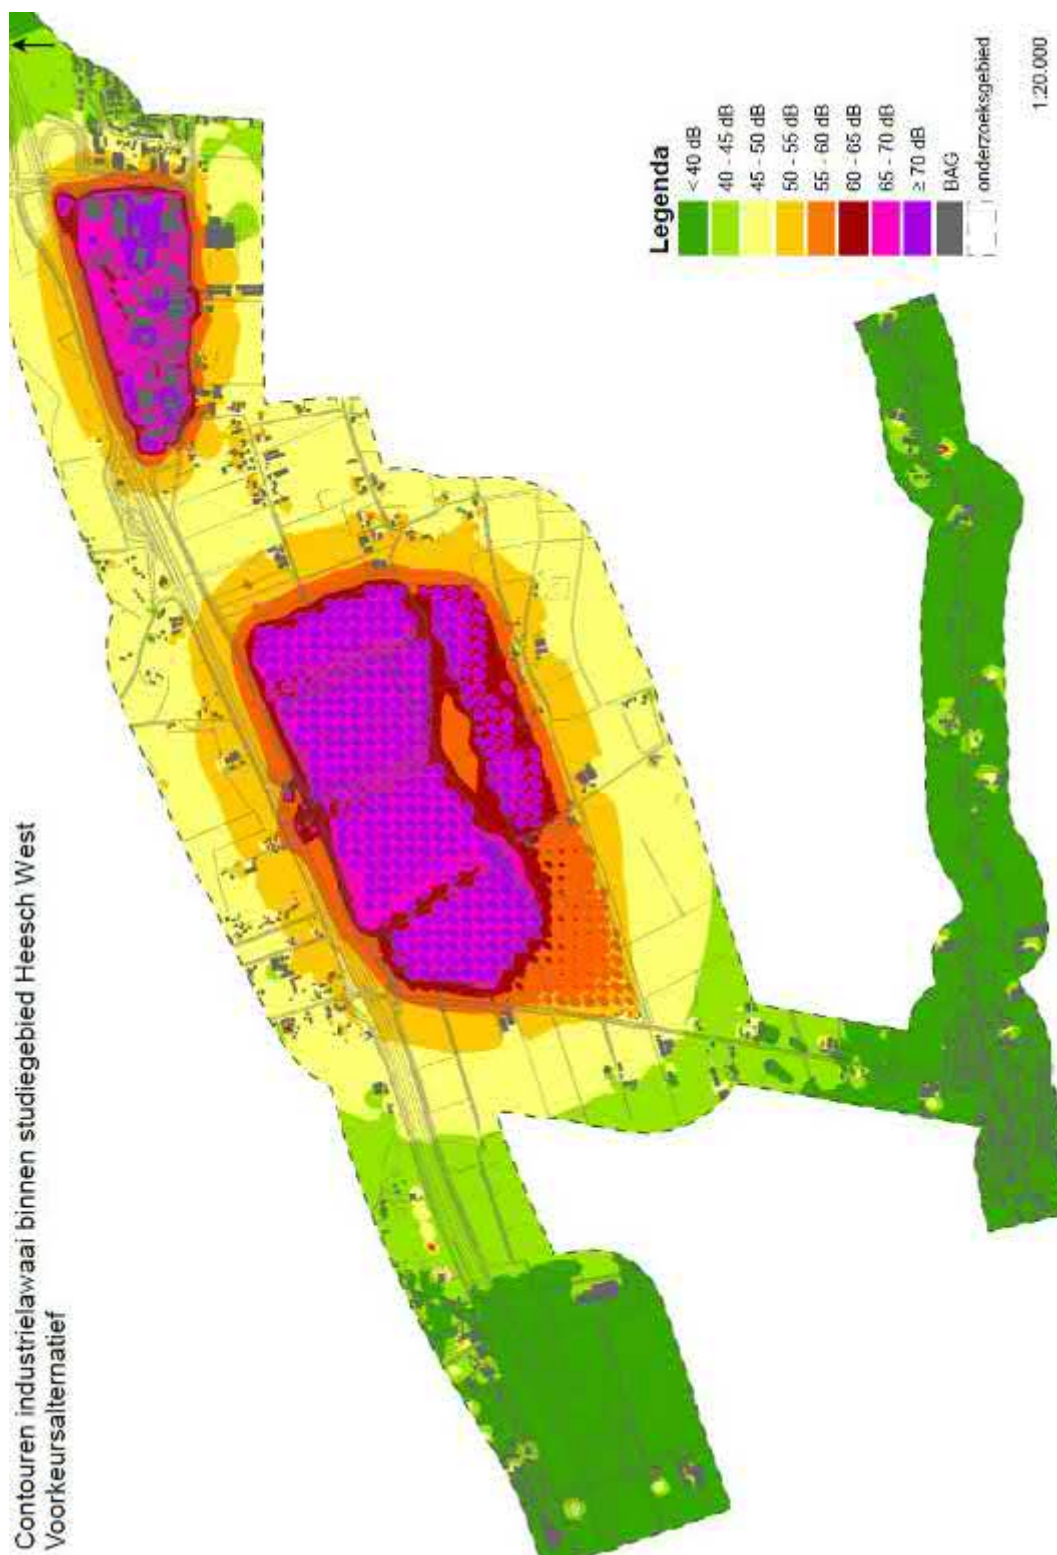 Contouren industrielawaai binnen studiegebied Heesch West
Voorkeursalternatief
Legenda
< 40 dB
40 - 45 dB
45 - 50 dB
50 - 55 dB
55 - 60 dB
60 - 65 dB
65 - 70 dB
≥ 70 dB
BAG
onderzoeksgebied
1:20.000